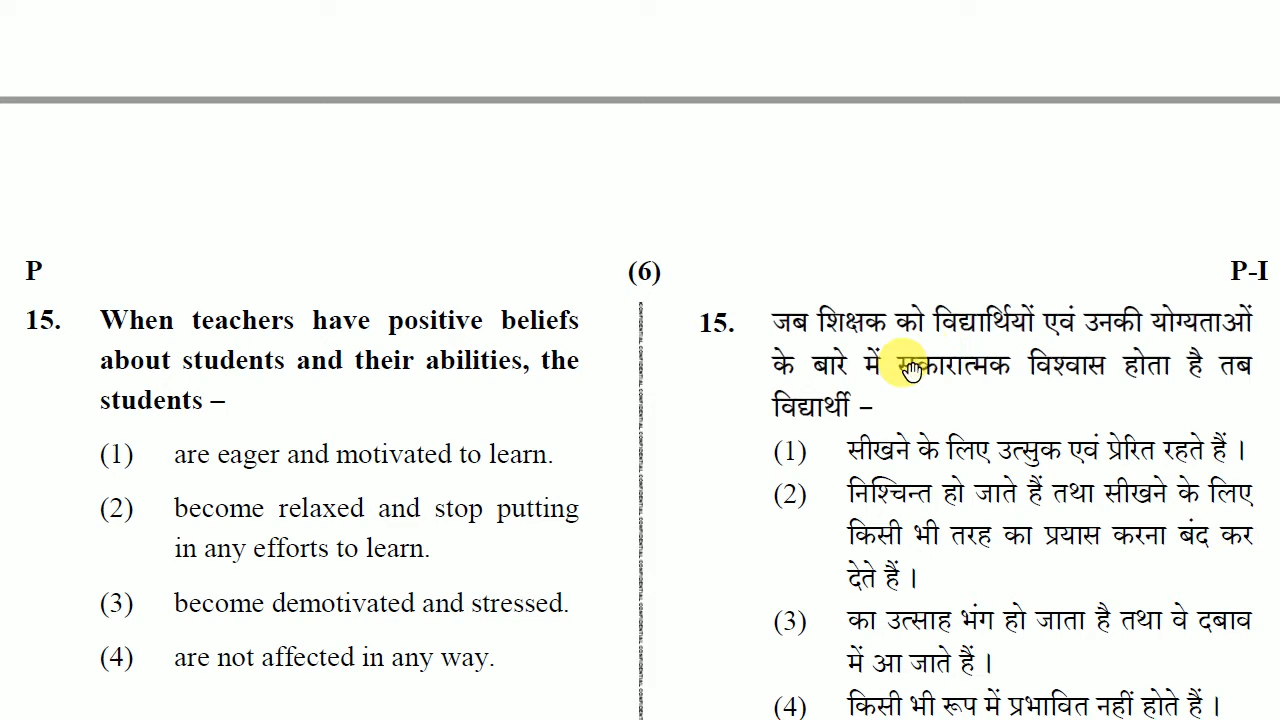 P (6) P-I
15. When teachers have positive beliefs
about students and their abilities, the
students –
(1) are eager and motivated to learn.
(2) become relaxed and stop putting
in any efforts to learn.
(3) become demotivated and stressed.
(4) are not affected in any way.
15. जब शिक्षक को विद्यार्थियों एवं उनकी योग्यताओं
के बारे में सकारात्मक विश्वास होता है तब
विद्यार्थी –
(1) सीखने के लिए उत्सुक एवं प्रेरित रहते हैं ।
(2) निश्चिन्त हो जाते हैं तथा सीखने के लिए
किसी भी तरह का प्रयास करना बंद कर
देते हैं ।
(3) का उत्साह भंग हो जाता है तथा वे दबाव
में आ जाते हैं ।
(4) किसी भी रूप में प्रभावित नहीं होते हैं ।